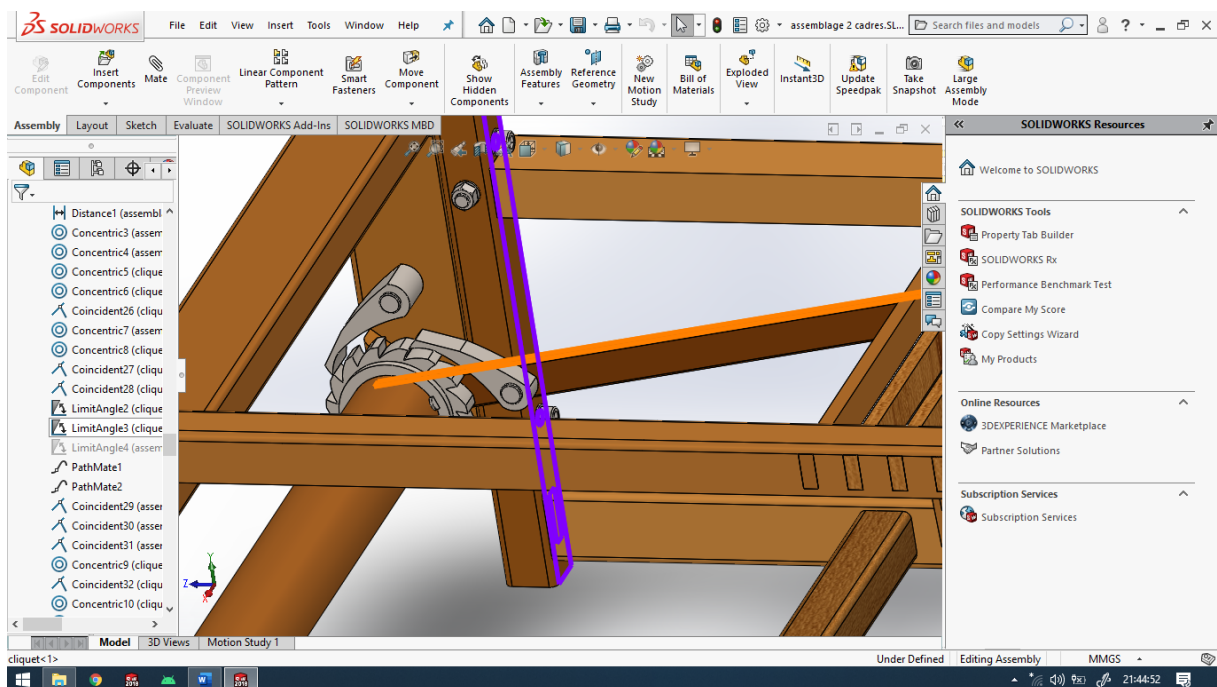 SOLIDWORKS File Edit View Insert Tools Window Help assemblage 2 cadres.SL... Search files and models ?
Edit Component
Insert Components
Mate
Component Preview Window
Linear Component Pattern
Smart Fasteners
Move Component
Show Hidden Components
Assembly Features
Reference Geometry
New Motion Study
Bill of Materials
Exploded View
Instant3D
Update Speedpak
Take Snapshot
Large Assembly Mode
Assembly Layout Sketch Evaluate SOLIDWORKS Add-Ins SOLIDWORKS MBD
Distance1 (assembl
Concentric3 (assem
Concentric4 (assem
Concentric5 (clique
Concentric6 (clique
Coincident26 (cliqu
Concentric7 (assem
Concentric8 (clique
Coincident27 (cliqu
Coincident28 (cliqu
LimitAngle2 (clique
LimitAngle3 (clique
LimitAngle4 (assem
PathMate1
PathMate2
Coincident29 (asser
Coincident30 (asser
Coincident31 (asser
Concentric9 (clique
Coincident32 (cliqu
Concentric10 (cliqu
Y
Z
X
SOLIDWORKS Resources
Welcome to SOLIDWORKS
SOLIDWORKS Tools
Property Tab Builder
SOLIDWORKS Rx
Performance Benchmark Test
Compare My Score
Copy Settings Wizard
My Products
Online Resources
3DEXPERIENCE Marketplace
Partner Solutions
Subscription Services
Subscription Services
Model 3D Views Motion Study 1
cliquet<1> Under Defined Editing Assembly MMGS
21:44:52